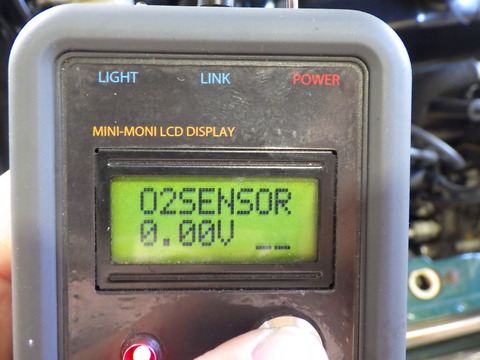 LIGHT LINK POWER
MINI-MONI LCD DISPLAY
O2SENSOR
0.00V